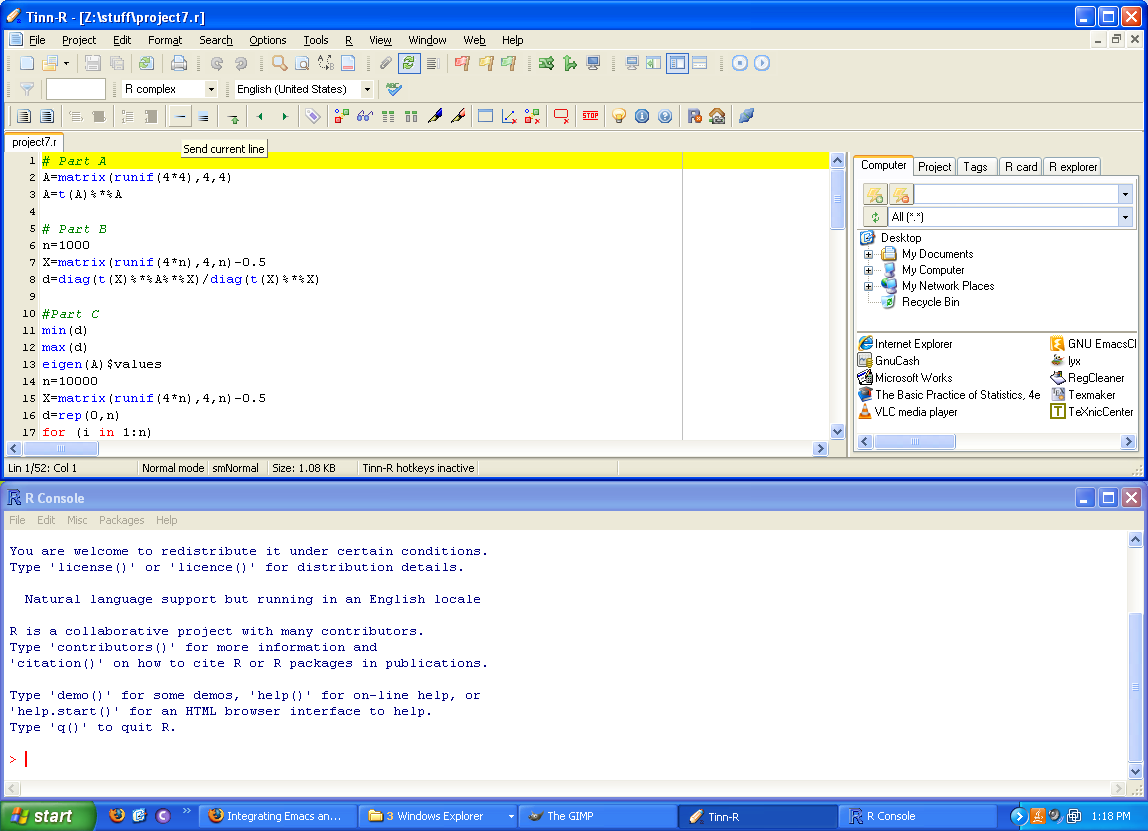 Tinn-R - [Z:\stuff\project7.r]
File Project Edit Format Search Options Tools R View Window Web Help
R complex English (United States)
STOP
project7.r
Send current line
1 # Part A
2 A=matrix(runif(4*4),4,4)
3 A=t(A)%*%A
4
5 # Part B
6 n=1000
7 X=matrix(runif(4*n),4,n)-0.5
8 d=diag(t(X)%*%A%*%X)/diag(t(X)%*%X)
9
10 #Part C
11 min(d)
12 max(d)
13 eigen(A)$values
14 n=10000
15 X=matrix(runif(4*n),4,n)-0.5
16 d=rep(0,n)
17 for (i in 1:n)
Computer Project Tags R card R explorer
All (*.*)
Desktop
My Documents
My Computer
My Network Places
Recycle Bin
Internet Explorer GNU EmacsCl
GnuCash lyx
Microsoft Works RegCleaner
The Basic Practice of Statistics, 4e Texmaker
VLC media player TeXnicCenter
Lin 1/52: Col 1 Normal mode smNormal Size: 1.08 KB Tinn-R hotkeys inactive
R Console
File Edit Misc Packages Help
You are welcome to redistribute it under certain conditions.
Type 'license()' or 'licence()' for distribution details.
Natural language support but running in an English locale
R is a collaborative project with many contributors.
Type 'contributors()' for more information and
'citation()' on how to cite R or R packages in publications.
Type 'demo()' for some demos, 'help()' for on-line help, or
'help.start()' for an HTML browser interface to help.
Type 'q()' to quit R.
>
start Integrating Emacs an... 3 Windows Explorer The GIMP Tinn-R R Console 1:18 PM